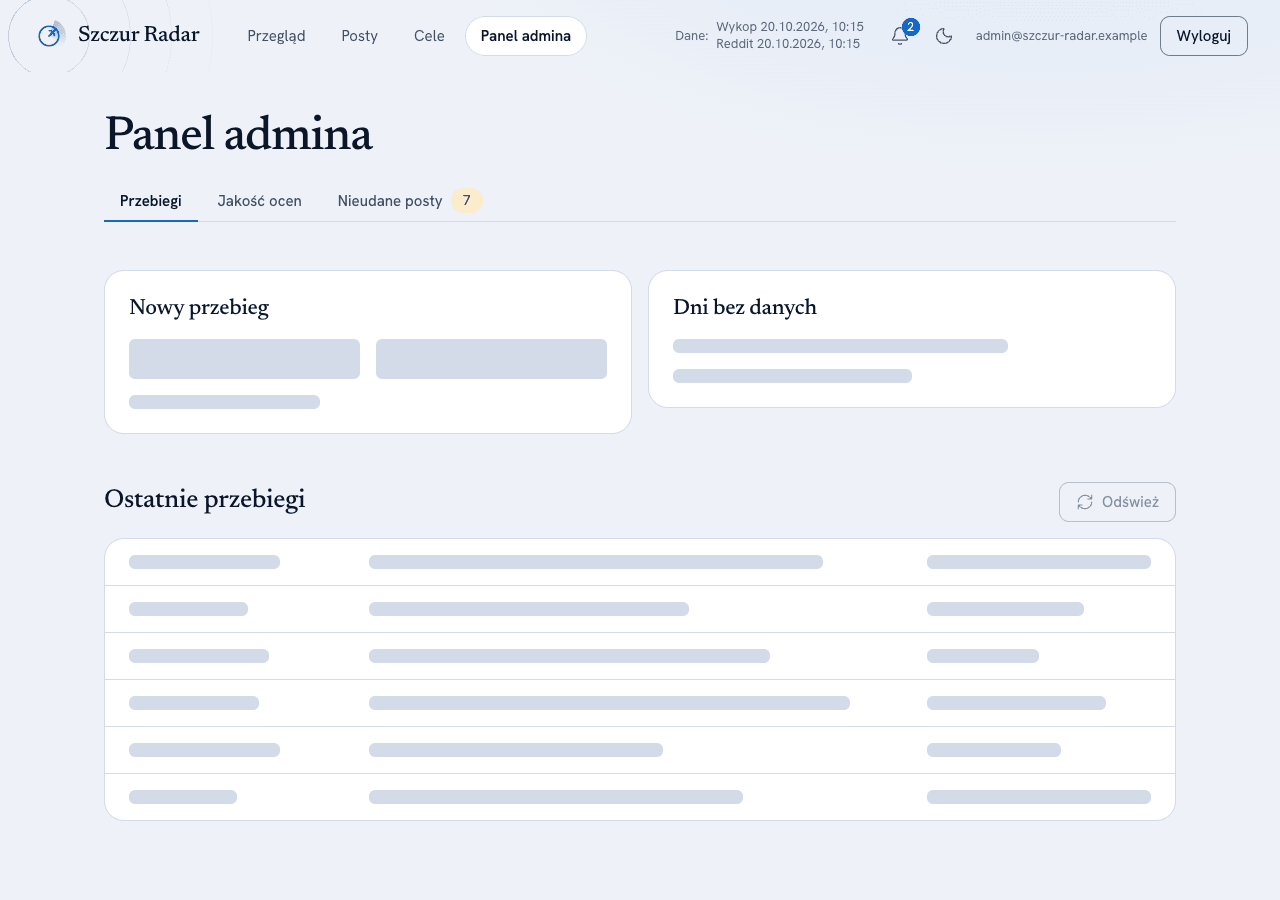 Szczur Radar
Przegląd
Posty
Cele
Panel admina
Dane:
Wykop 20.10.2026, 10:15
Reddit 20.10.2026, 10:15
2
admin@szczur-radar.example
Wyloguj
Panel admina
Przebiegi
Jakość ocen
Nieudane posty 7
Nowy przebieg
Dni bez danych
Ostatnie przebiegi
Odśwież